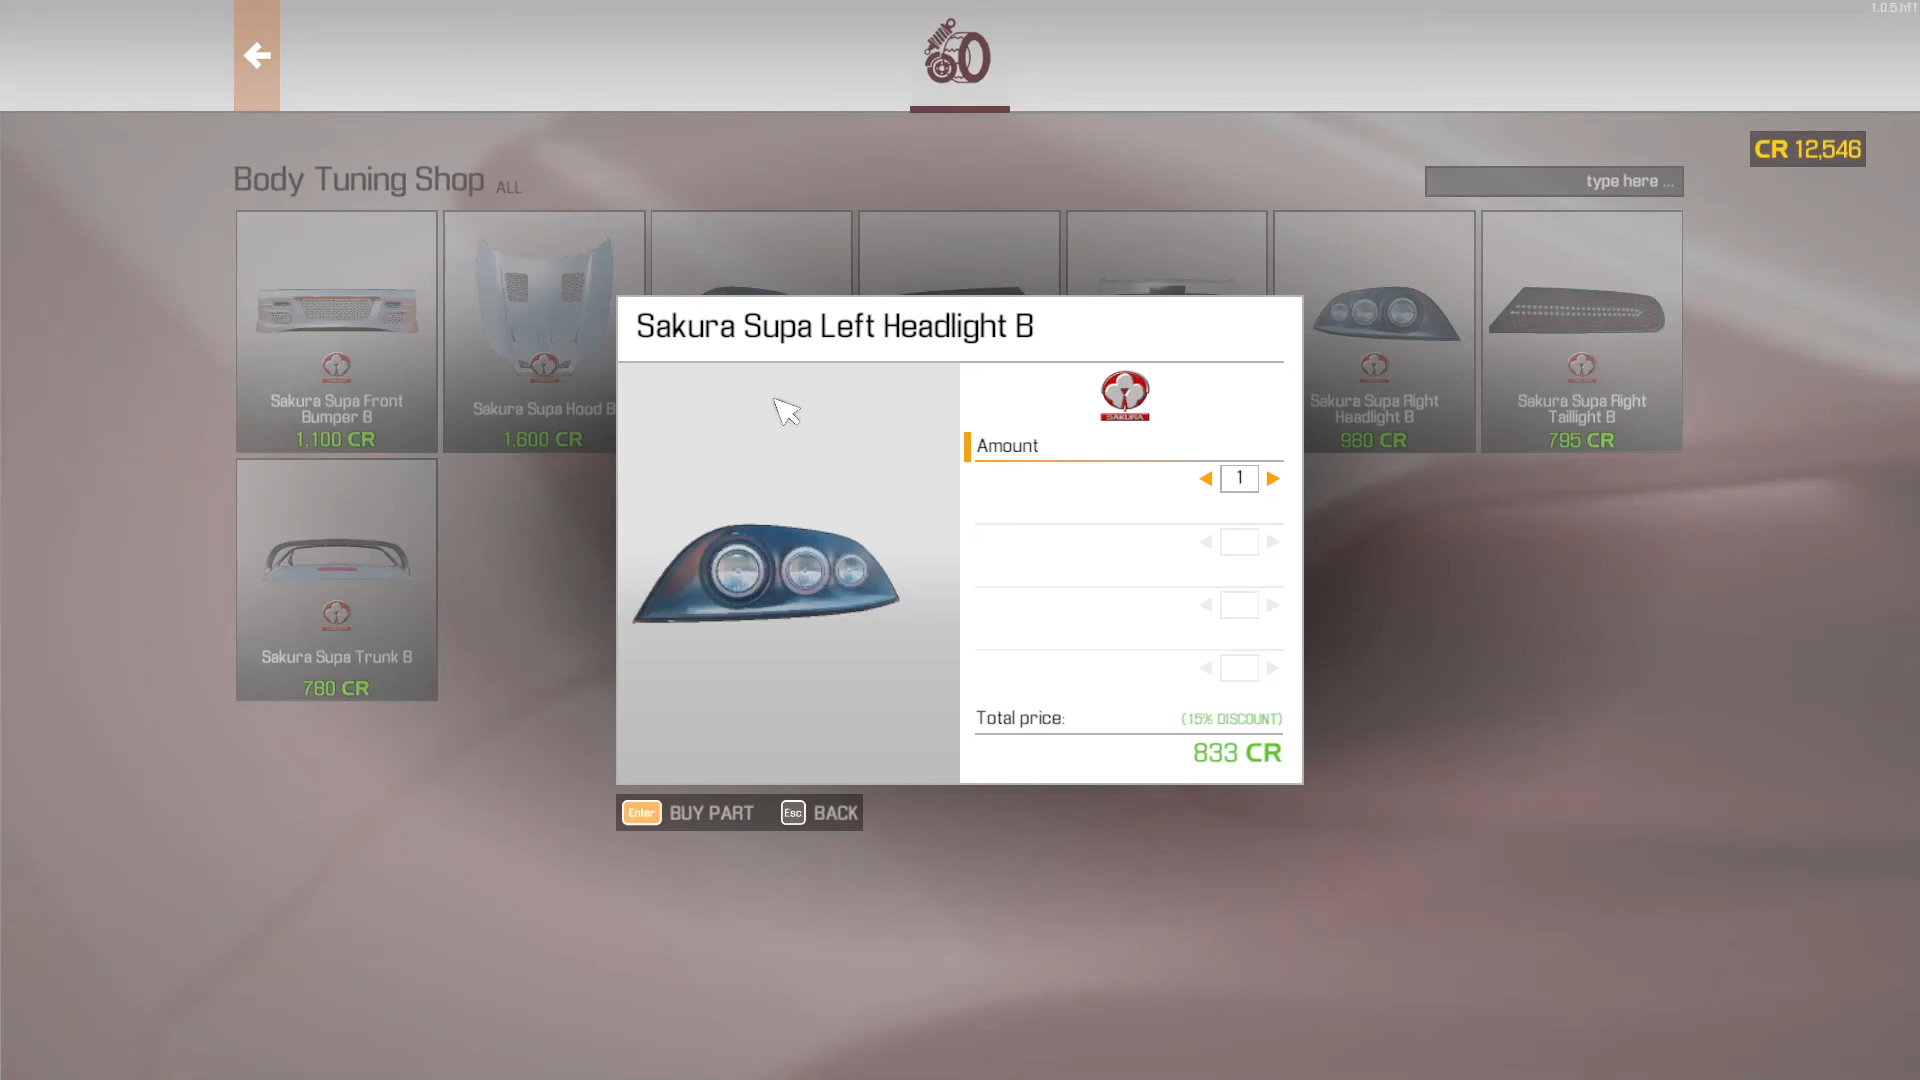 1.0.5.hf1
CR 12,546
Body Tuning Shop ALL
type here ...
Sakura Supa Front
Bumper B
1,100 CR
Sakura Supa Hood B
1,600 CR
Sakura Supa Right
Headlight B
980 CR
Sakura Supa Right
Taillight B
795 CR
Sakura Supa Trunk B
780 CR
Sakura Supa Left Headlight B
SAKURA
Amount
1
Total price:
(15% DISCOUNT)
833 CR
Enter BUY PART
Esc BACK